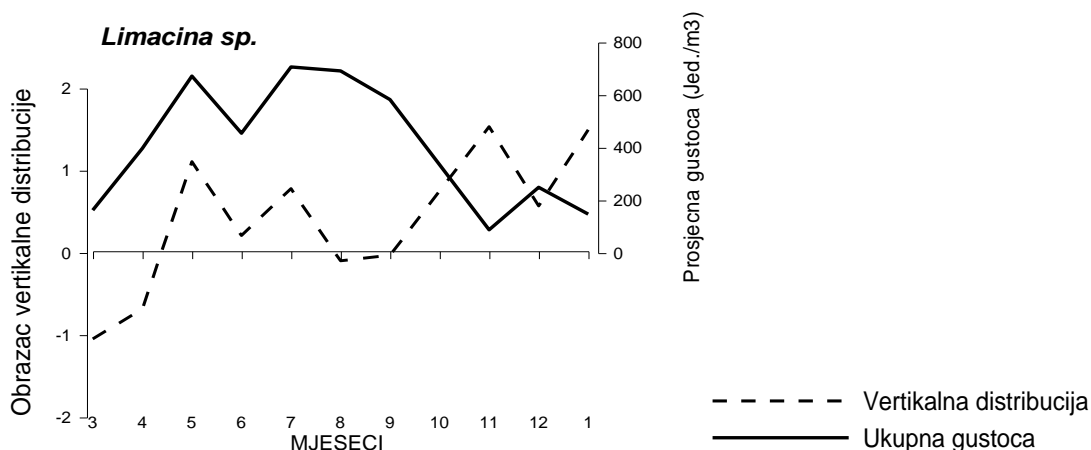 Limacina sp.
Obrazac vertikalne distribucije
2
1
0
-1
-2
3 4 5 6 7 8 9 10 11 12 1
MJESECI
800
600
400
200
0
Prosjecna gustoca (Jed./m3)
Vertikalna distribucija
Ukupna gustoca